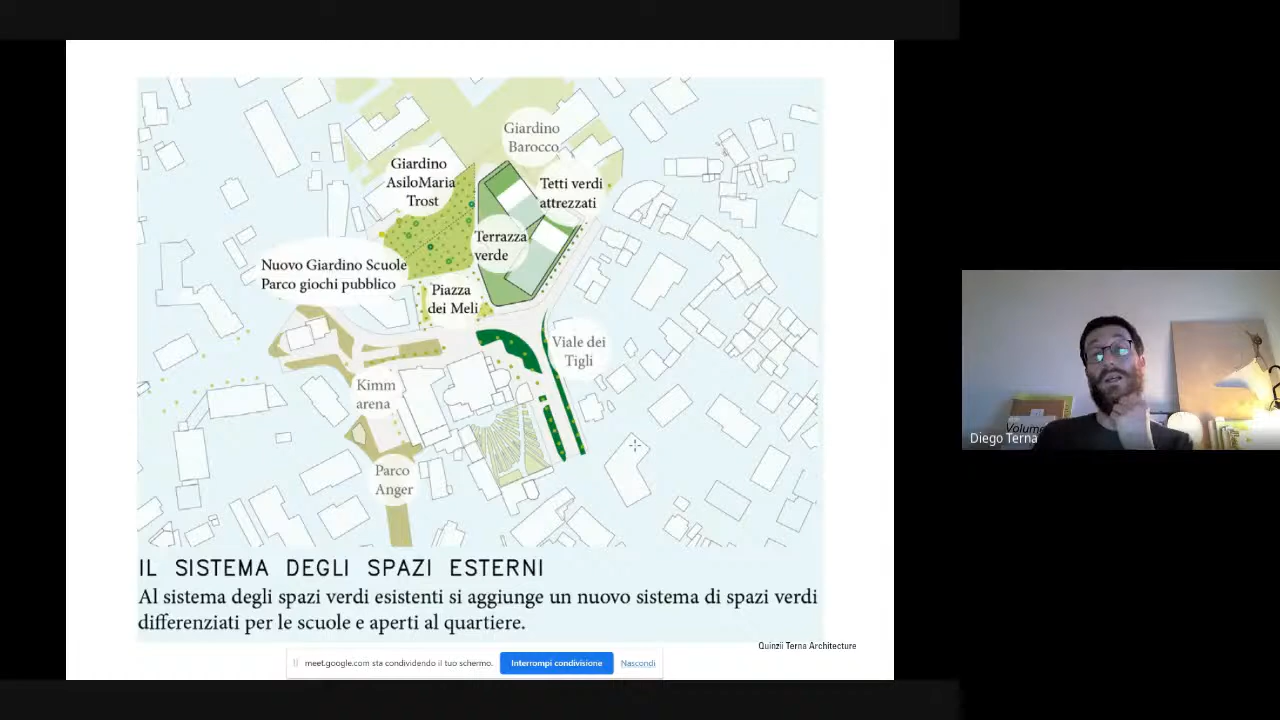 Giardino
Barocco
Giardino
AsiloMaria
Trost
Tetti verdi
attrezzati
Terrazza
verde
Nuovo Giardino Scuole
Parco giochi pubblico
Piazza
dei Meli
Viale dei
Tigli
Kimm
arena
Parco
Anger
IL SISTEMA DEGLI SPAZI ESTERNI
Al sistema degli spazi verdi esistenti si aggiunge un nuovo sistema di spazi verdi
differenziati per le scuole e aperti al quartiere.
Quinzii Terna Architecture
meet.google.com sta condividendo il tuo schermo.
Interrompi condivisione
Nascondi
Volume
Diego Terna